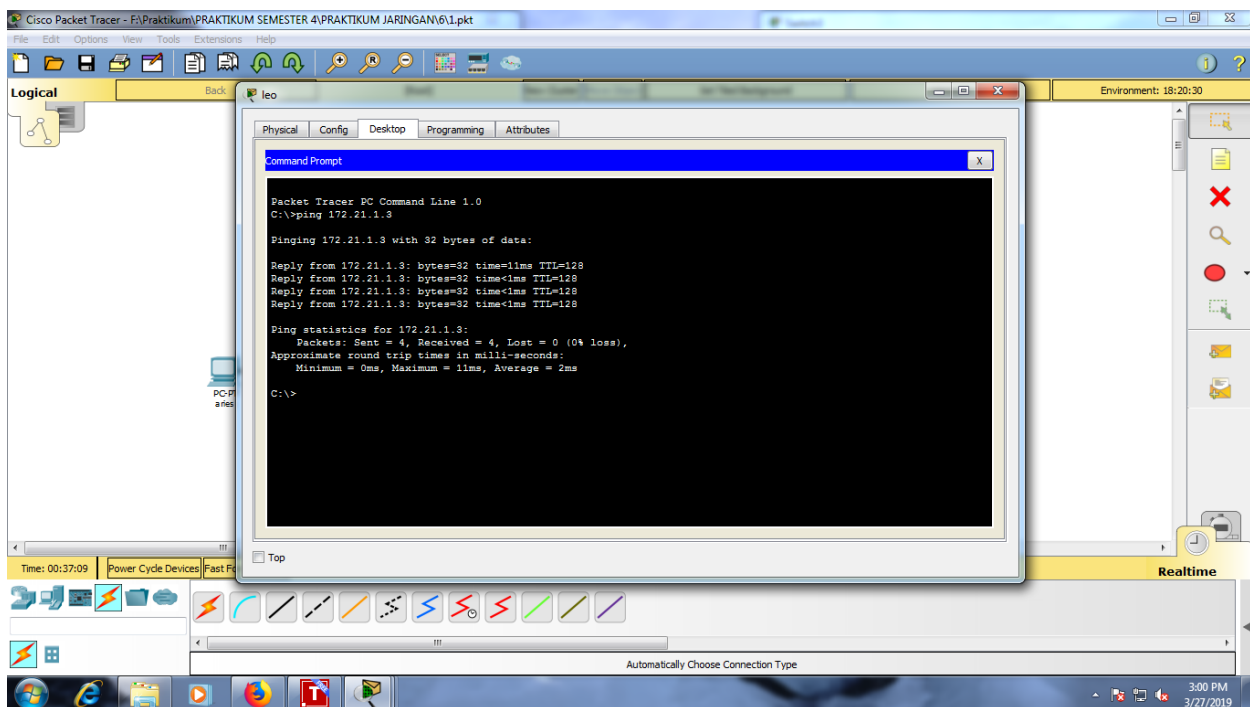 Cisco Packet Tracer - F:\Praktikum\PRAKTIKUM SEMESTER 4\PRAKTIKUM JARINGAN\6\1.pkt
File Edit Options View Tools Extensions Help
Logical
Back
Environment: 18:20:30
leo
Physical Config Desktop Programming Attributes
Command Prompt
X
Packet Tracer PC Command Line 1.0
C:\>ping 172.21.1.3
Pinging 172.21.1.3 with 32 bytes of data:
Reply from 172.21.1.3: bytes=32 time=11ms TTL=128
Reply from 172.21.1.3: bytes=32 time<1ms TTL=128
Reply from 172.21.1.3: bytes=32 time<1ms TTL=128
Reply from 172.21.1.3: bytes=32 time<1ms TTL=128
Ping statistics for 172.21.1.3:
Packets: Sent = 4, Received = 4, Lost = 0 (0% loss),
Approximate round trip times in milli-seconds:
Minimum = 0ms, Maximum = 11ms, Average = 2ms
C:\>
PC-P
aries
Top
Time: 00:37:09 Power Cycle Devices Fast Fo
Realtime
Automatically Choose Connection Type
3:00 PM
3/27/2019